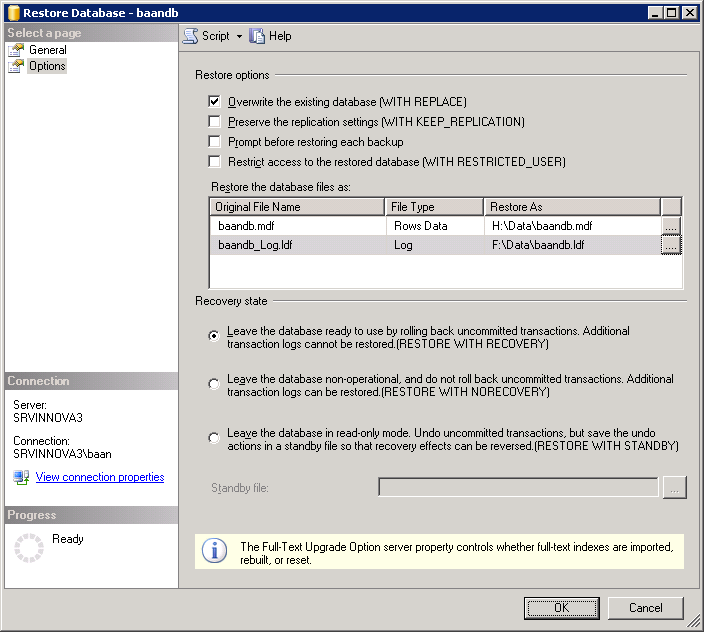 Restore Database - baandb
Select a page
General
Options
Script
Help
Restore options
Overwrite the existing database (WITH REPLACE)
Preserve the replication settings (WITH KEEP_REPLICATION)
Prompt before restoring each backup
Restrict access to the restored database (WITH RESTRICTED_USER)
Restore the database files as:
Original File Name File Type Restore As
baandb.mdf Rows Data H:\Data\baandb.mdf ...
baandb_Log.ldf Log F:\Data\baandb.ldf ...
Recovery state
Leave the database ready to use by rolling back uncommitted transactions. Additional
transaction logs cannot be restored.(RESTORE WITH RECOVERY)
Leave the database non-operational, and do not roll back uncommitted transactions. Additional
transaction logs can be restored.(RESTORE WITH NORECOVERY)
Leave the database in read-only mode. Undo uncommitted transactions, but save the undo
actions in a standby file so that recovery effects can be reversed.(RESTORE WITH STANDBY)
Standby file: ...
Connection
Server:
SRVINNOVA3
Connection:
SRVINNOVA3\baan
View connection properties
Progress
Ready
The Full-Text Upgrade Option server property controls whether full-text indexes are imported,
rebuilt, or reset.
OK Cancel